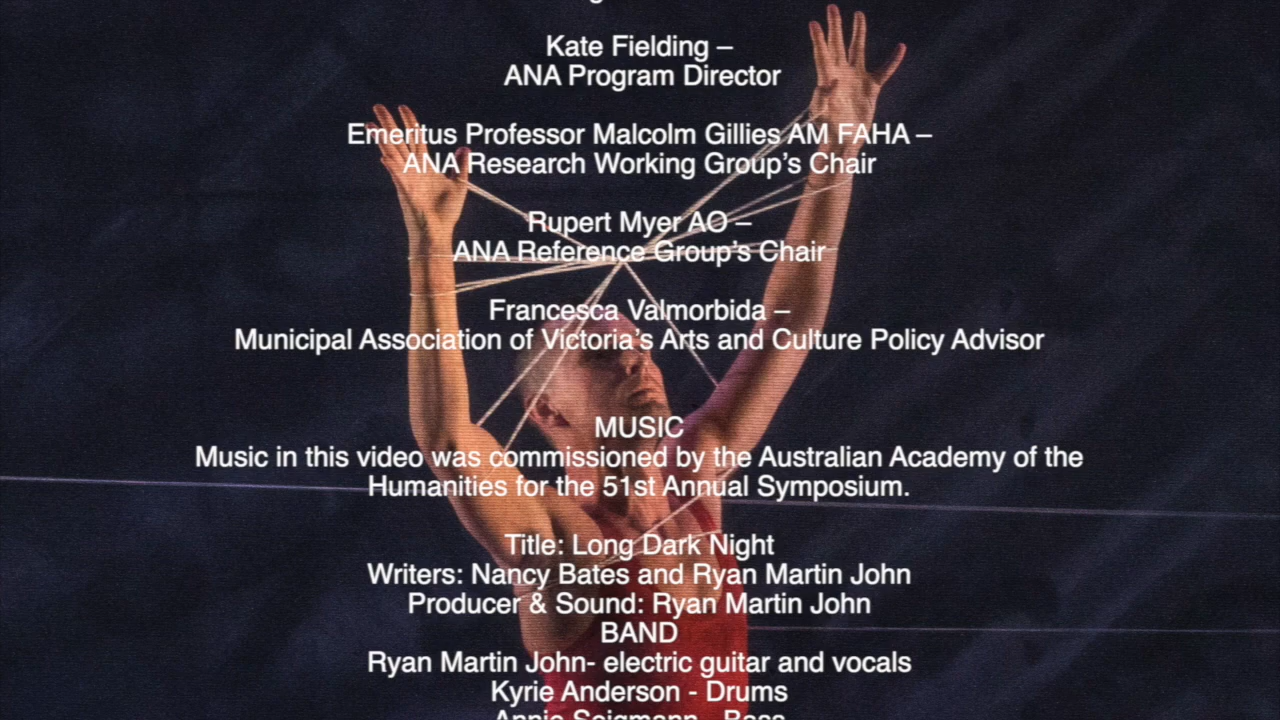 Kate Fielding –
ANA Program Director
Emeritus Professor Malcolm Gillies AM FAHA –
ANA Research Working Group's Chair
Rupert Myer AO –
ANA Reference Group's Chair
Francesca Valmorbida –
Municipal Association of Victoria's Arts and Culture Policy Advisor
MUSIC
Music in this video was commissioned by the Australian Academy of the
Humanities for the 51st Annual Symposium.
Title: Long Dark Night
Writers: Nancy Bates and Ryan Martin John
Producer & Sound: Ryan Martin John
BAND
Ryan Martin John- electric guitar and vocals
Kyrie Anderson - Drums